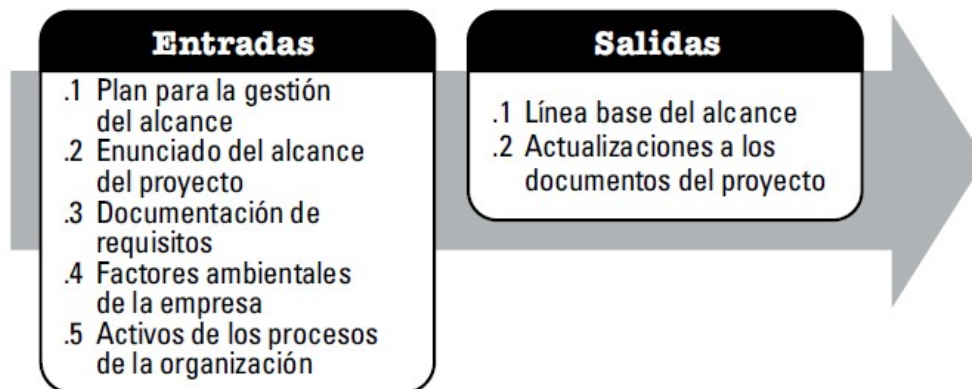 Entradas
.1 Plan para la gestión
del alcance
.2 Enunciado del alcance
del proyecto
.3 Documentación de
requisitos
.4 Factores ambientales
de la empresa
.5 Activos de los procesos
de la organización
Salidas
.1 Línea base del alcance
.2 Actualizaciones a los
documentos del proyecto